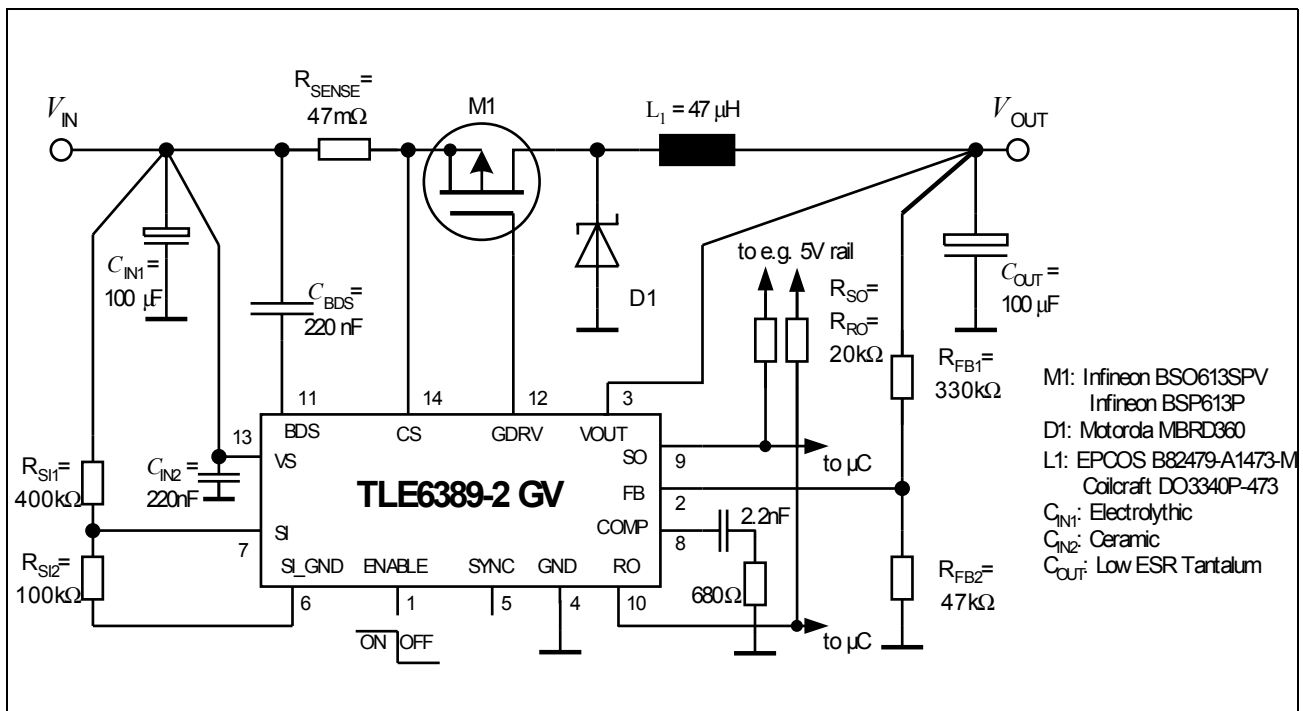 R_SENSE=
47mΩ
M1
L₁ = 47 µH
V_IN
V_OUT
C_IN1=
100 µF
C_BDS=
220 nF
D1
to e.g. 5V rail
R_SO=
R_RO=
20kΩ
C_OUT=
100 µF
R_FB1=
330kΩ
M1: Infineon BSO613SPV
Infineon BSP613P
D1: Motorola MBRD360
L1: EPCOS B82479-A1473-M
Coilcraft DO3340P-473
C_IN1: Electrolythic
C_IN2: Ceramic
C_OUT: Low ESR Tantalum
11
14
12
3
13
BDS
CS
GDRV
VOUT
VS
SO
9
to µC
R_SI1=
400kΩ
C_IN2=
220nF
TLE6389-2 GV
FB
2
SI
7
COMP
8
2.2nF
R_SI2=
100kΩ
SI_GND
ENABLE
SYNC
GND
RO
6
1
5
4
10
680Ω
R_FB2=
47kΩ
ON
OFF
to µC